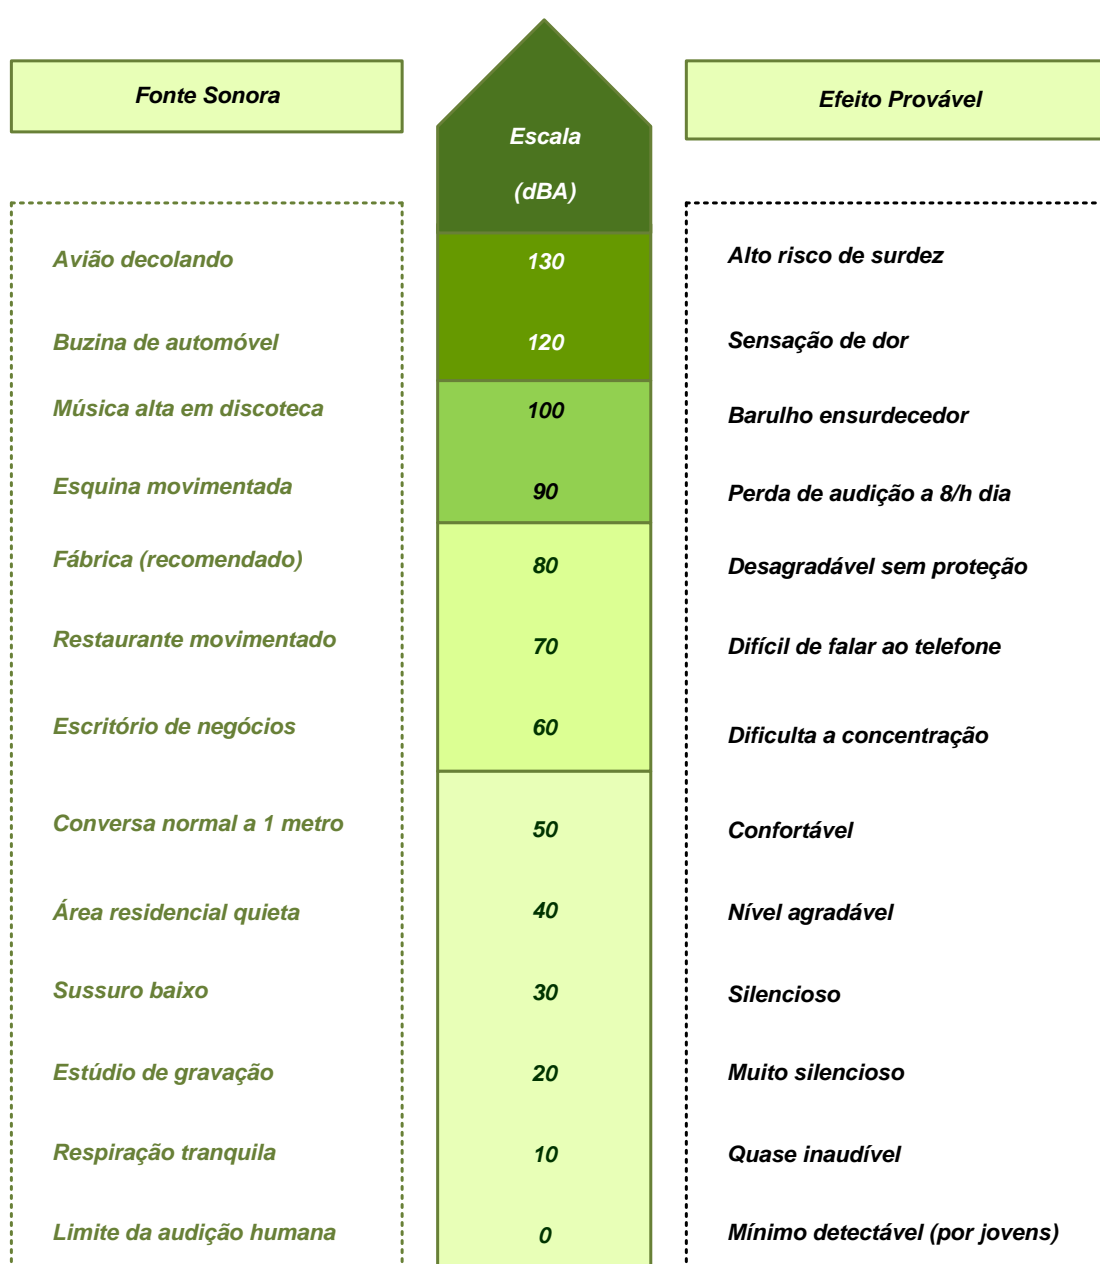 Fonte Sonora
Escala
(dBA)
Efeito Provável
Avião decolando 130 Alto risco de surdez
Buzina de automóvel 120 Sensação de dor
Música alta em discoteca 100 Barulho ensurdecedor
Esquina movimentada 90 Perda de audição a 8/h dia
Fábrica (recomendado) 80 Desagradável sem proteção
Restaurante movimentado 70 Difícil de falar ao telefone
Escritório de negócios 60 Dificulta a concentração
Conversa normal a 1 metro 50 Confortável
Área residencial quieta 40 Nível agradável
Sussuro baixo 30 Silencioso
Estúdio de gravação 20 Muito silencioso
Respiração tranquila 10 Quase inaudível
Limite da audição humana 0 Mínimo detectável (por jovens)